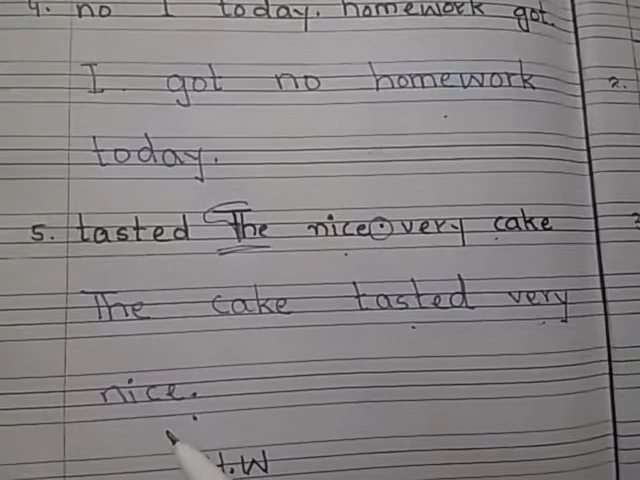 4. no I today. homework got.
I got no homework
today.
5. tasted The nice. very cake
The cake tasted very
nice.
H.W
2.